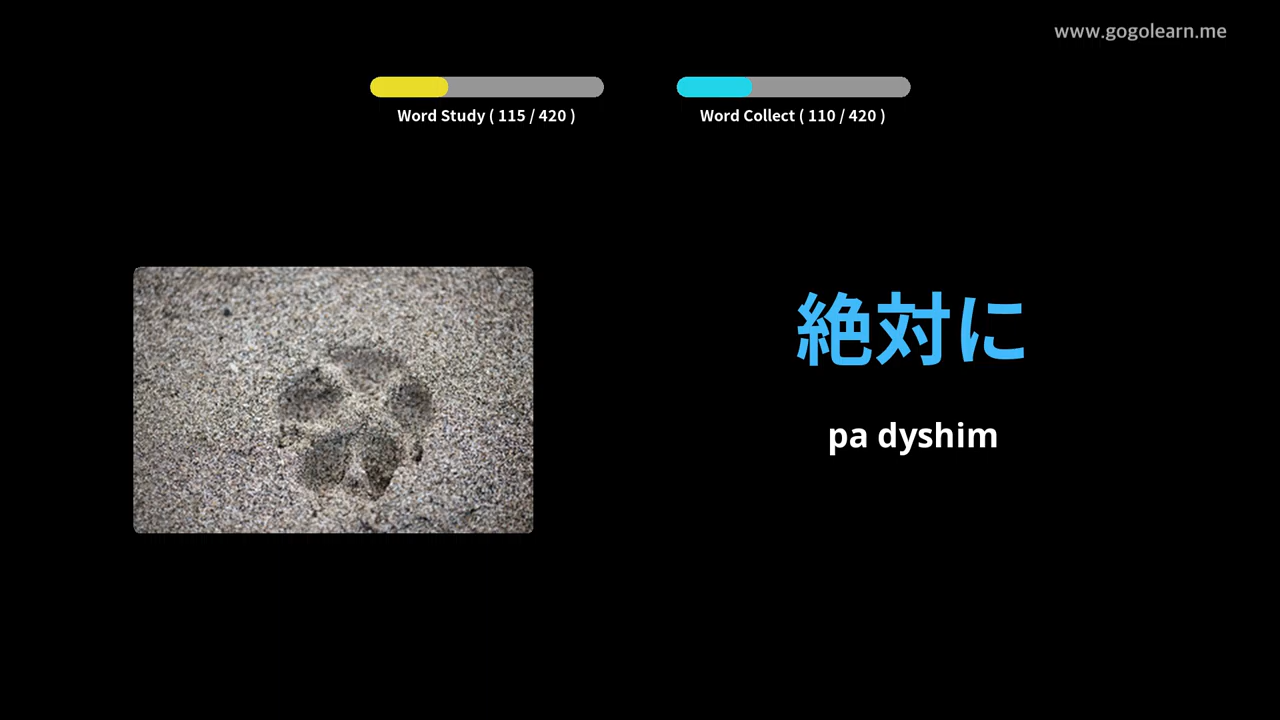 www.gogolearn.me
Word Study ( 115 / 420 )
Word Collect ( 110 / 420 )
絶対に
pa dyshim